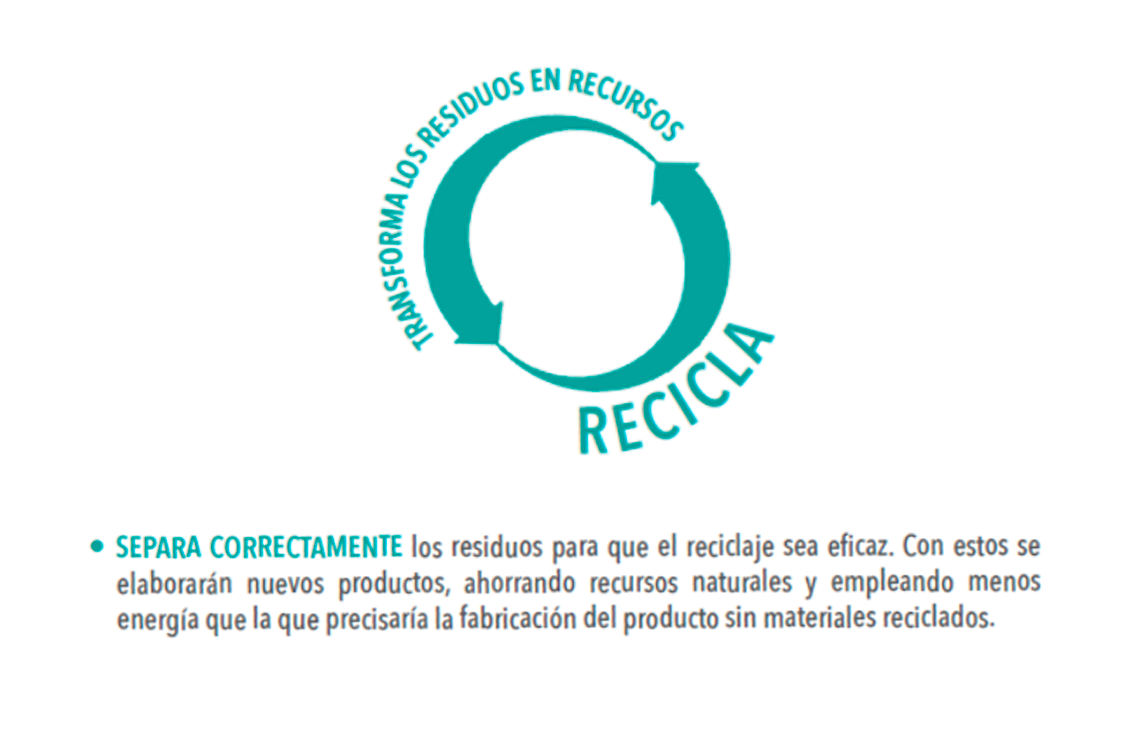 TRANSFORMA LOS RESIDUOS EN RECURSOS
RECICLA
• SEPARA CORRECTAMENTE los residuos para que el reciclaje sea eficaz. Con estos se
elaborarán nuevos productos, ahorrando recursos naturales y empleando menos
energía que la que precisaría la fabricación del producto sin materiales reciclados.